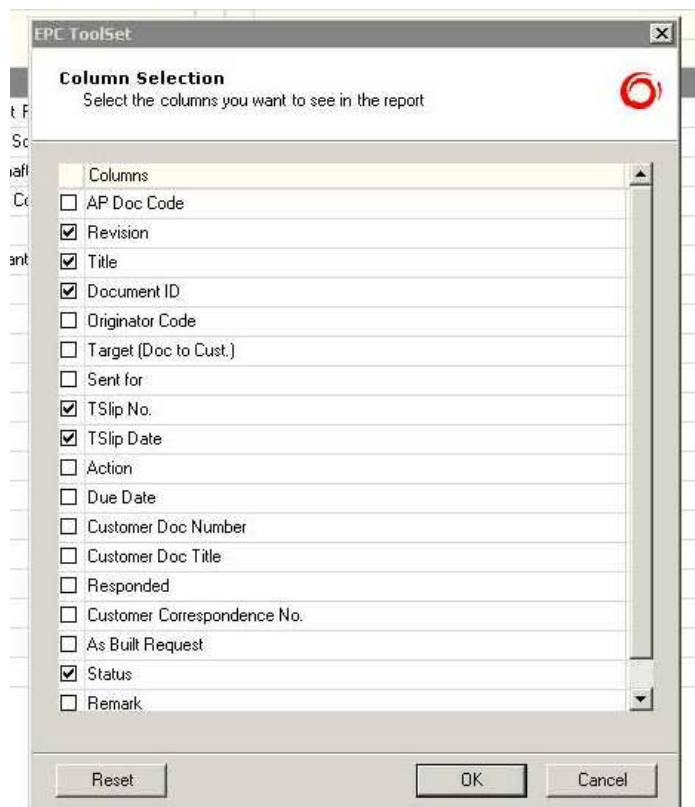 EPC ToolSet
Column Selection
Select the columns you want to see in the report
Columns
AP Doc Code
Revision
Title
Document ID
Originator Code
Target (Doc to Cust.)
Sent for
TSlip No.
TSlip Date
Action
Due Date
Customer Doc Number
Customer Doc Title
Responded
Customer Correspondence No.
As Built Request
Status
Remark
Reset
OK
Cancel